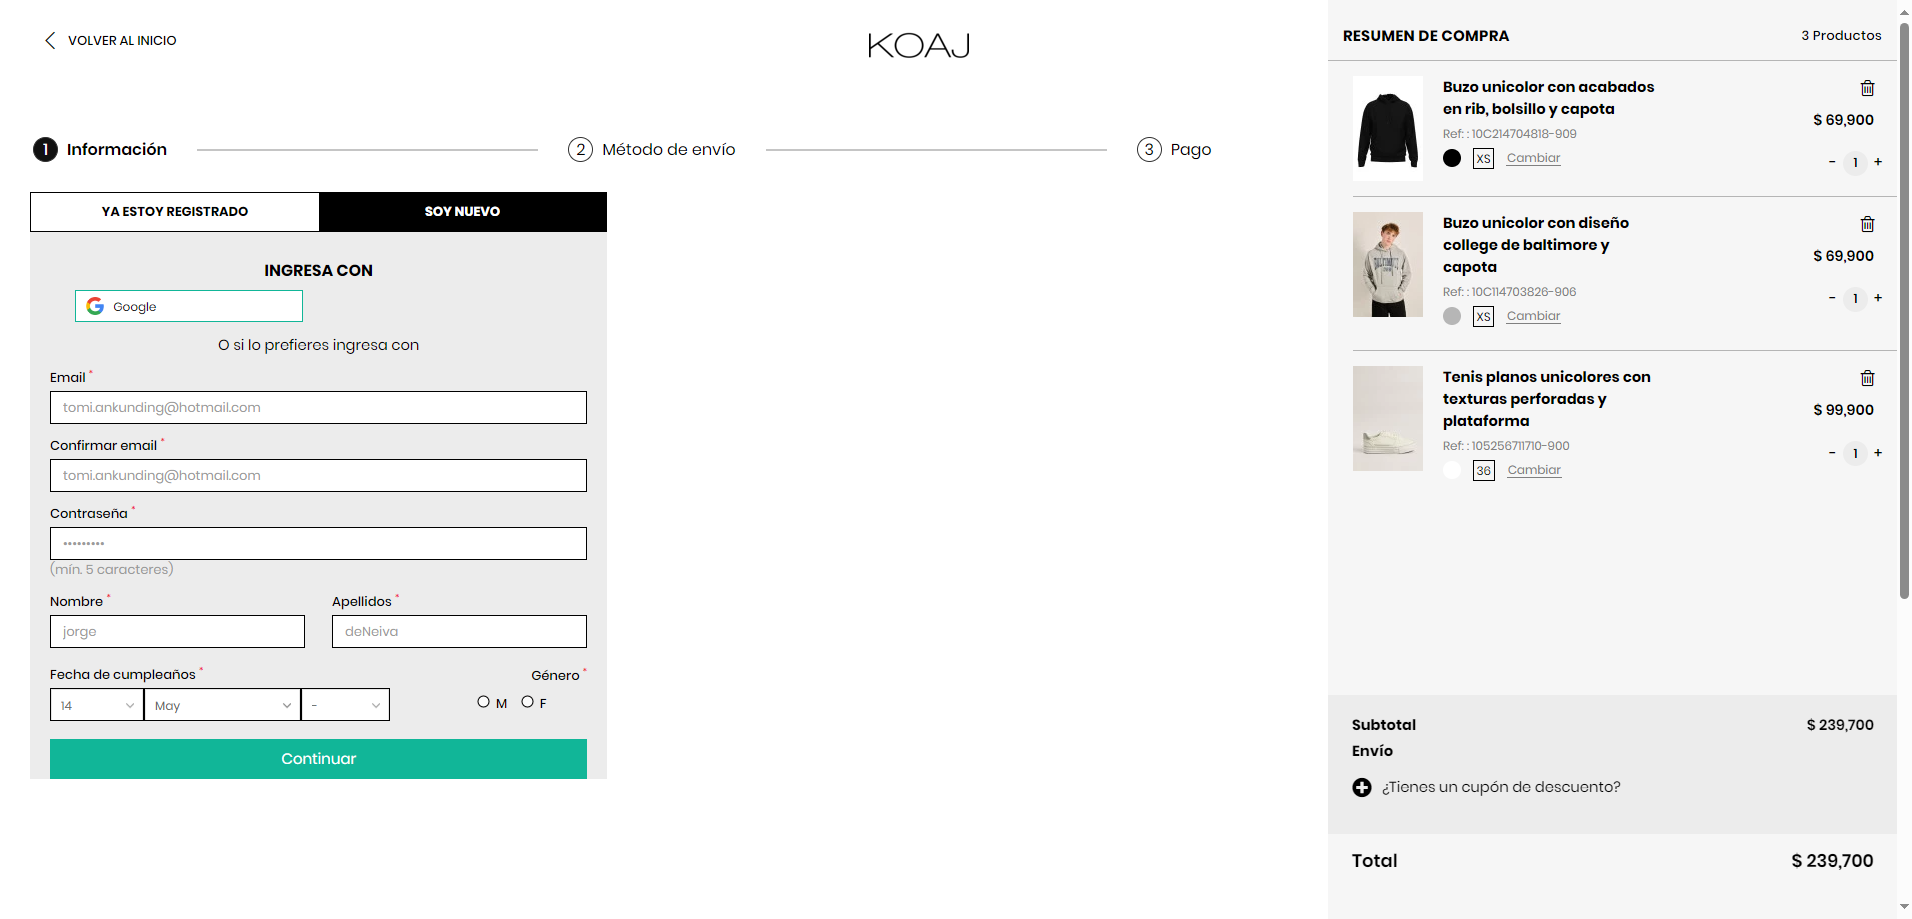 VOLVER AL INICIO
KOAJ
1 Información
2 Método de envío
3 Pago
YA ESTOY REGISTRADO
SOY NUEVO
INGRESA CON
Google
O si lo prefieres ingresa con
Email *
tomi.ankunding@hotmail.com
Confirmar email *
tomi.ankunding@hotmail.com
Contraseña *
•••••••••
(mín. 5 caracteres)
Nombre *
Apellidos *
jorge
deNeiva
Fecha de cumpleaños *
Género *
14
May
-
M
F
Continuar
RESUMEN DE COMPRA
3 Productos
Buzo unicolor con acabados
en rib, bolsillo y capota
$ 69,900
Ref: : 10C214704818-909
XS
Cambiar
- 1 +
Buzo unicolor con diseño
college de baltimore y
capota
$ 69,900
Ref: : 10C114703826-906
XS
Cambiar
- 1 +
Tenis planos unicolores con
texturas perforadas y
plataforma
$ 99,900
Ref: : 105256711710-900
36
Cambiar
- 1 +
Subtotal
$ 239,700
Envío
¿Tienes un cupón de descuento?
Total
$ 239,700